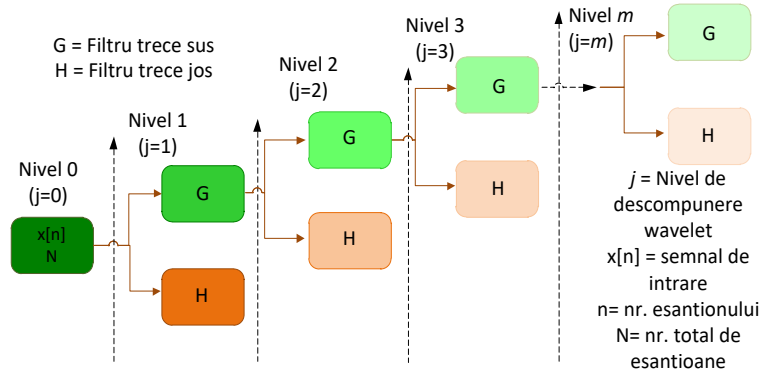 G = Filtru trece sus
H = Filtru trece jos
Nivel 0
(j=0)
x[n]
N
Nivel 1
(j=1)
G
H
Nivel 2
(j=2)
G
H
Nivel 3
(j=3)
G
H
Nivel m
(j=m)
G
H
j = Nivel de
descompunere
wavelet
x[n] = semnal de
intrare
n= nr. esantionului
N= nr. total de
esantioane